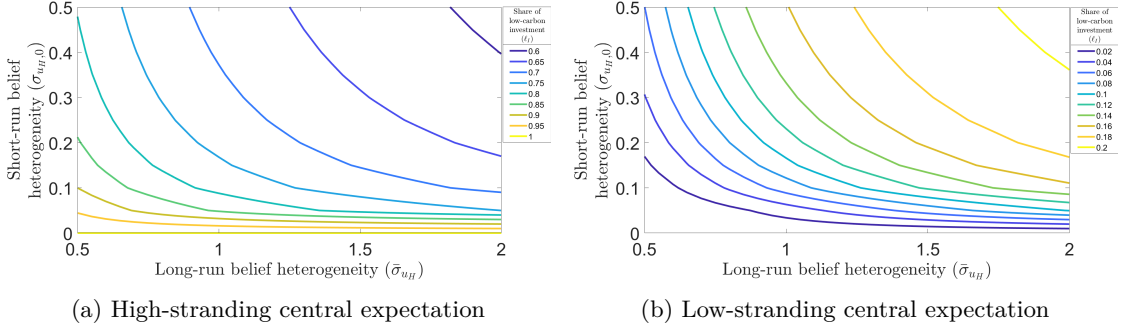 0.5
0.4
0.3
0.2
0.1
0
0.5
1
1.5
2
Short-run belief
heterogeneity (σ_{u_H,0})
Long-run belief heterogeneity (σ̄_{u_H})
Share of
low-carbon
investment
(ℓ_I)
0.6
0.65
0.7
0.75
0.8
0.85
0.9
0.95
1
(a) High-stranding central expectation
0.5
0.4
0.3
0.2
0.1
0
0.5
1
1.5
2
Short-run belief
heterogeneity (σ_{u_H,0})
Long-run belief heterogeneity (σ̄_{u_H})
Share of
low-carbon
investment
(ℓ_I)
0.02
0.04
0.06
0.08
0.1
0.12
0.14
0.16
0.18
0.2
(b) Low-stranding central expectation